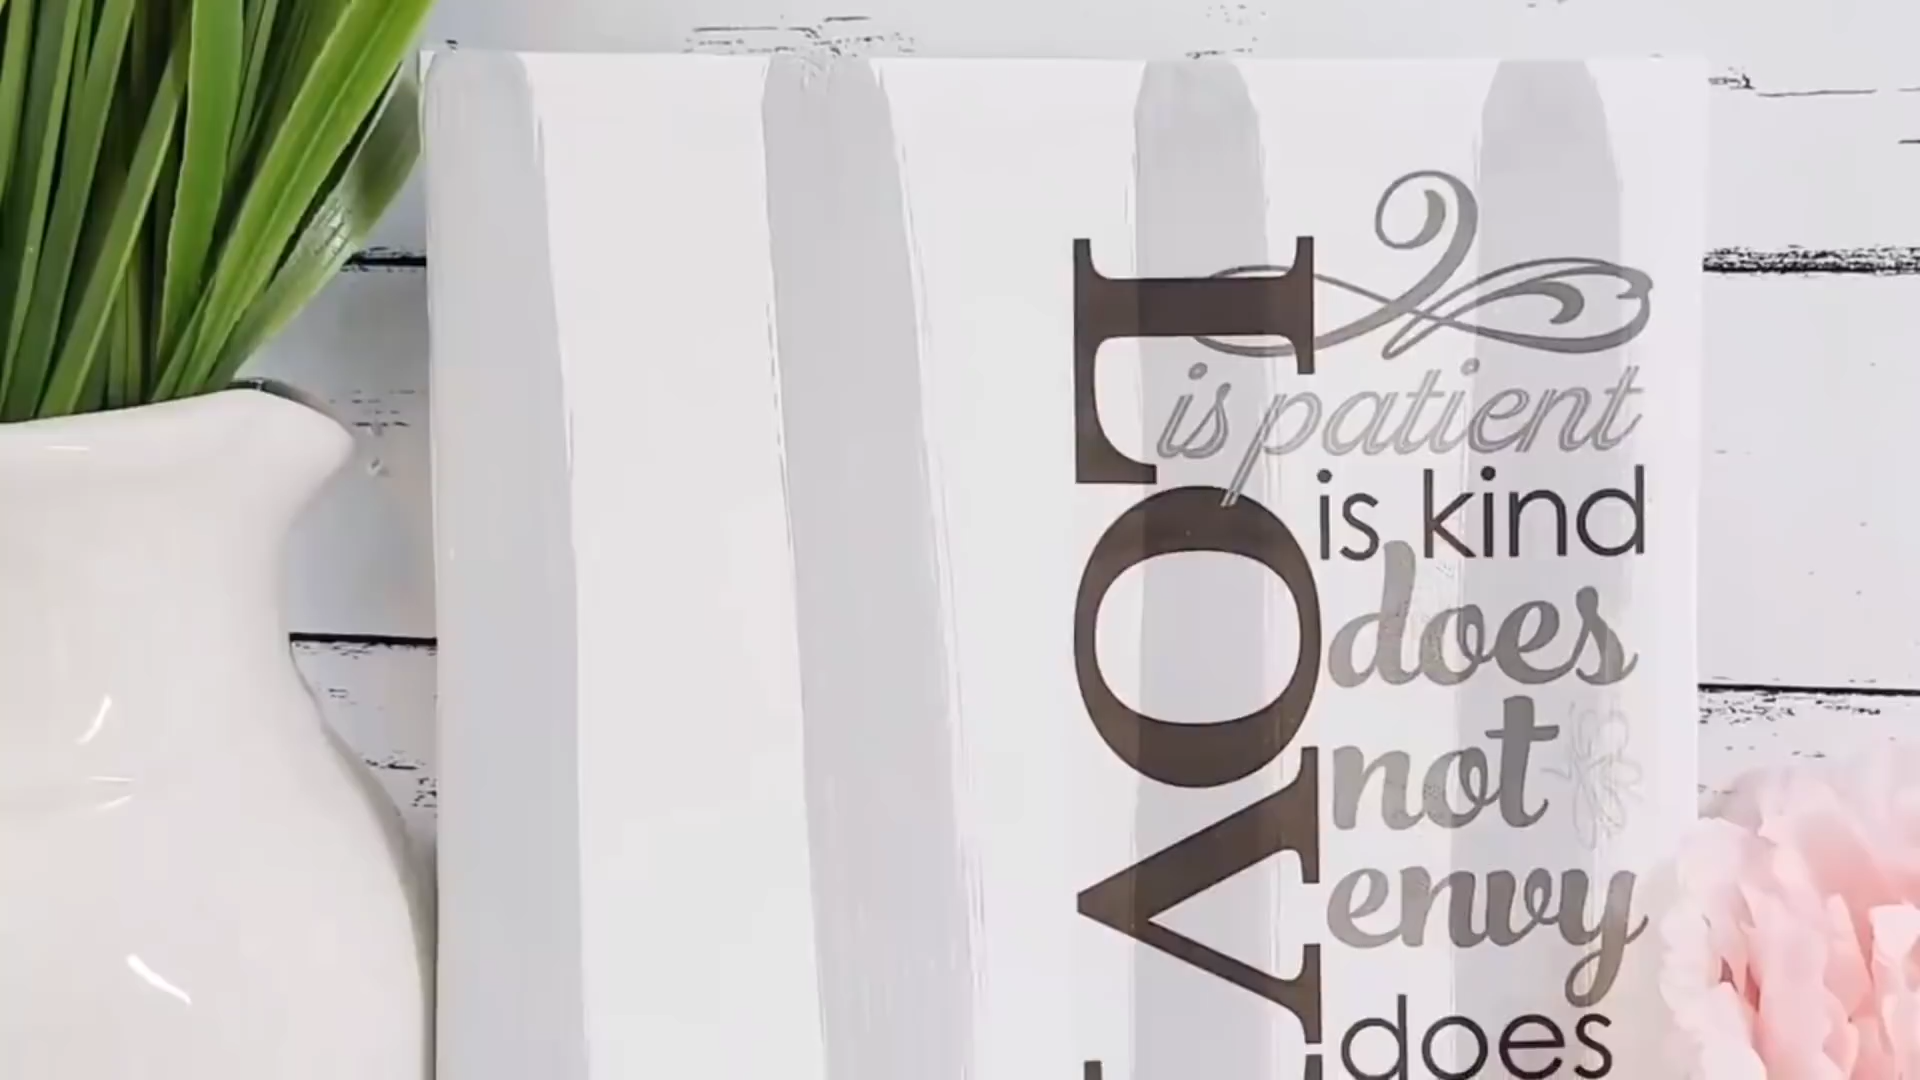 LOVE
is patient
is kind
does
not
envy
does